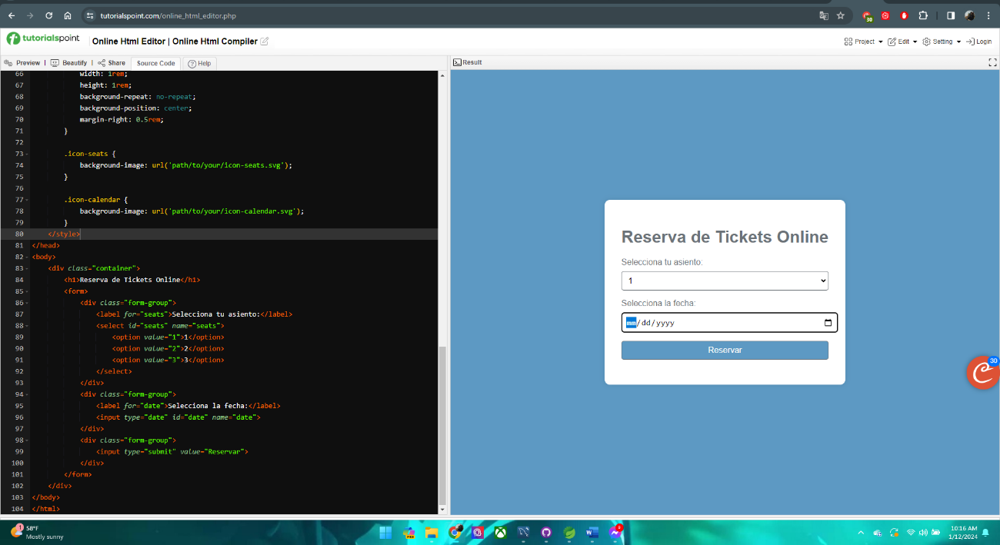 tutorialspoint.com/online_html_editor.php
30
tutorialspoint
Online Html Editor | Online Html Compiler
Project
Edit
Setting
Login
Preview
Beautify
Share
Source Code
Help
Result
66 width: 1rem;
67 height: 1rem;
68 background-repeat: no-repeat;
69 background-position: center;
70 margin-right: 0.5rem;
71 }
72
73 .icon-seats {
74 background-image: url('path/to/your/icon-seats.svg');
75 }
76
77 .icon-calendar {
78 background-image: url('path/to/your/icon-calendar.svg');
79 }
80 </style>
81 </head>
82 <body>
83 <div class="container">
84 <h1>Reserva de Tickets Online</h1>
85 <form>
86 <div class="form-group">
87 <label for="seats">Selecciona tu asiento:</label>
88 <select id="seats" name="seats">
89 <option value="1">1</option>
90 <option value="2">2</option>
91 <option value="3">3</option>
92 </select>
93 </div>
94 <div class="form-group">
95 <label for="date">Selecciona la fecha:</label>
96 <input type="date" id="date" name="date">
97 </div>
98 <div class="form-group">
99 <input type="submit" value="Reservar">
100 </div>
101 </form>
102 </div>
103 </body>
104 </html>
Reserva de Tickets Online
Selecciona tu asiento:
1
Selecciona la fecha:
mm/dd/yyyy
Reservar
30
1
58°F
Mostly sunny
10:16 AM
1/12/2024